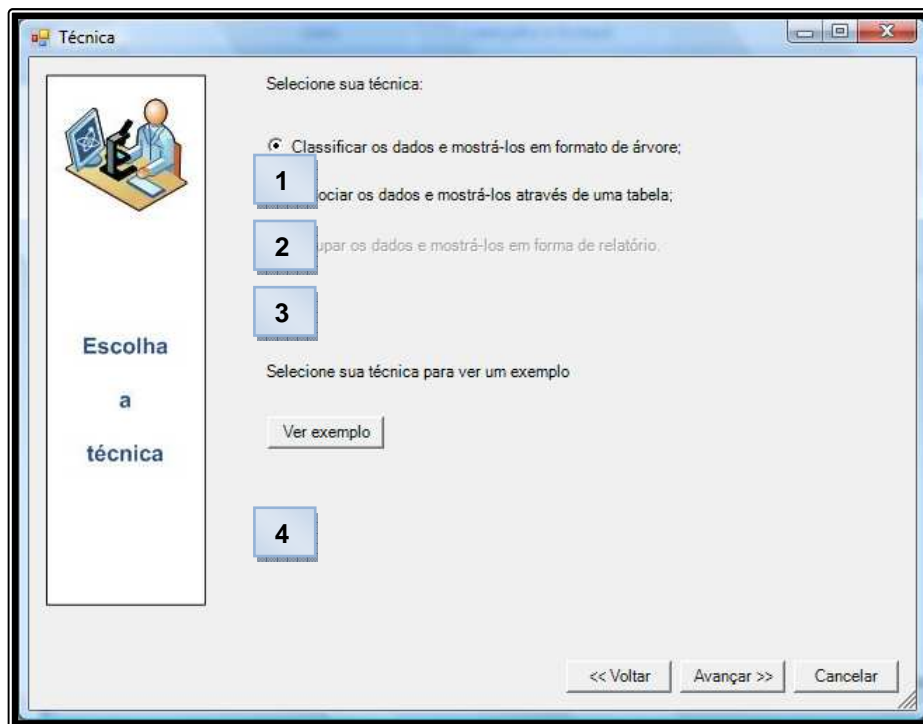 Técnica
Selecione sua técnica:
Classificar os dados e mostrá-los em formato de árvore;
1
ociar os dados e mostrá-los através de uma tabela;
2
upar os dados e mostrá-los em forma de relatório.
3
Escolha
a
técnica
Selecione sua técnica para ver um exemplo
Ver exemplo
4
<< Voltar
Avançar >>
Cancelar